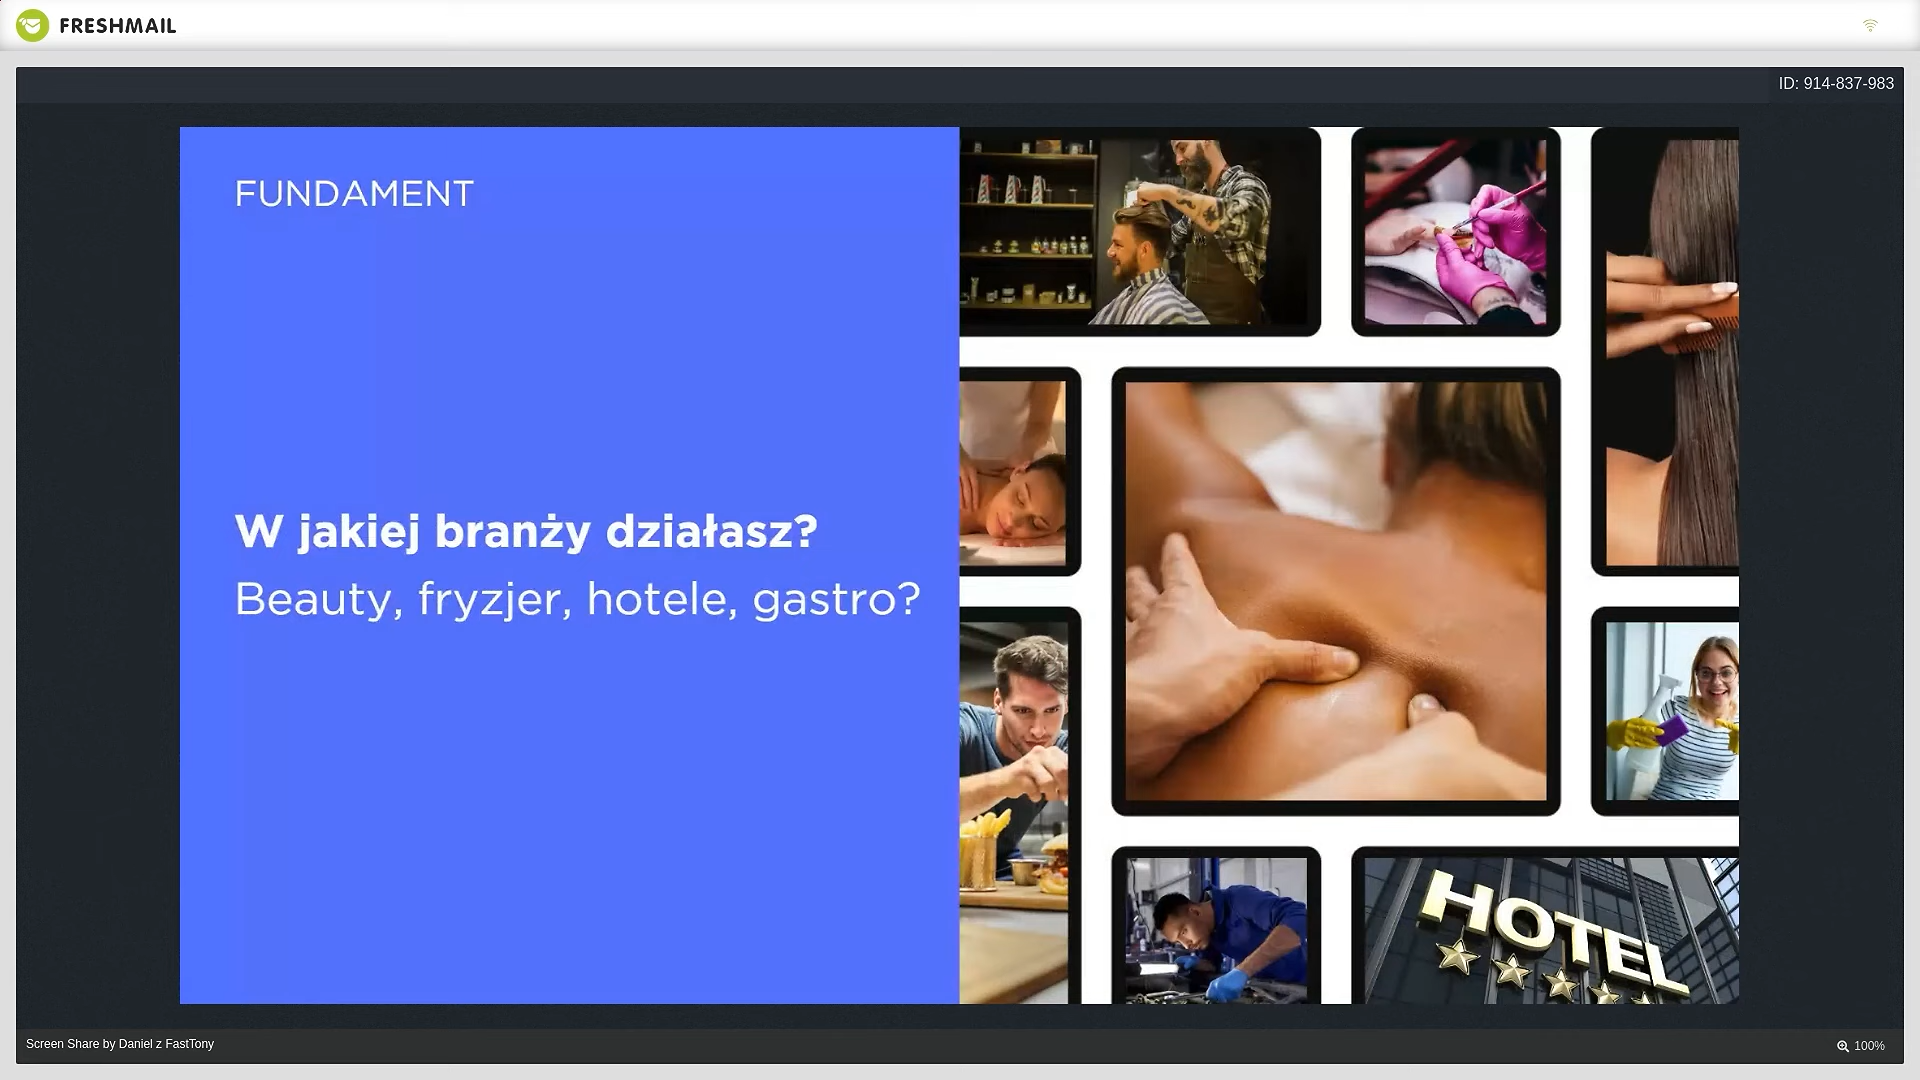 FRESHMAIL
ID: 914-837-983
FUNDAMENT
W jakiej branży działasz?
Beauty, fryzjer, hotele, gastro?
HOTEL
Screen Share by Daniel z FastTony
100%